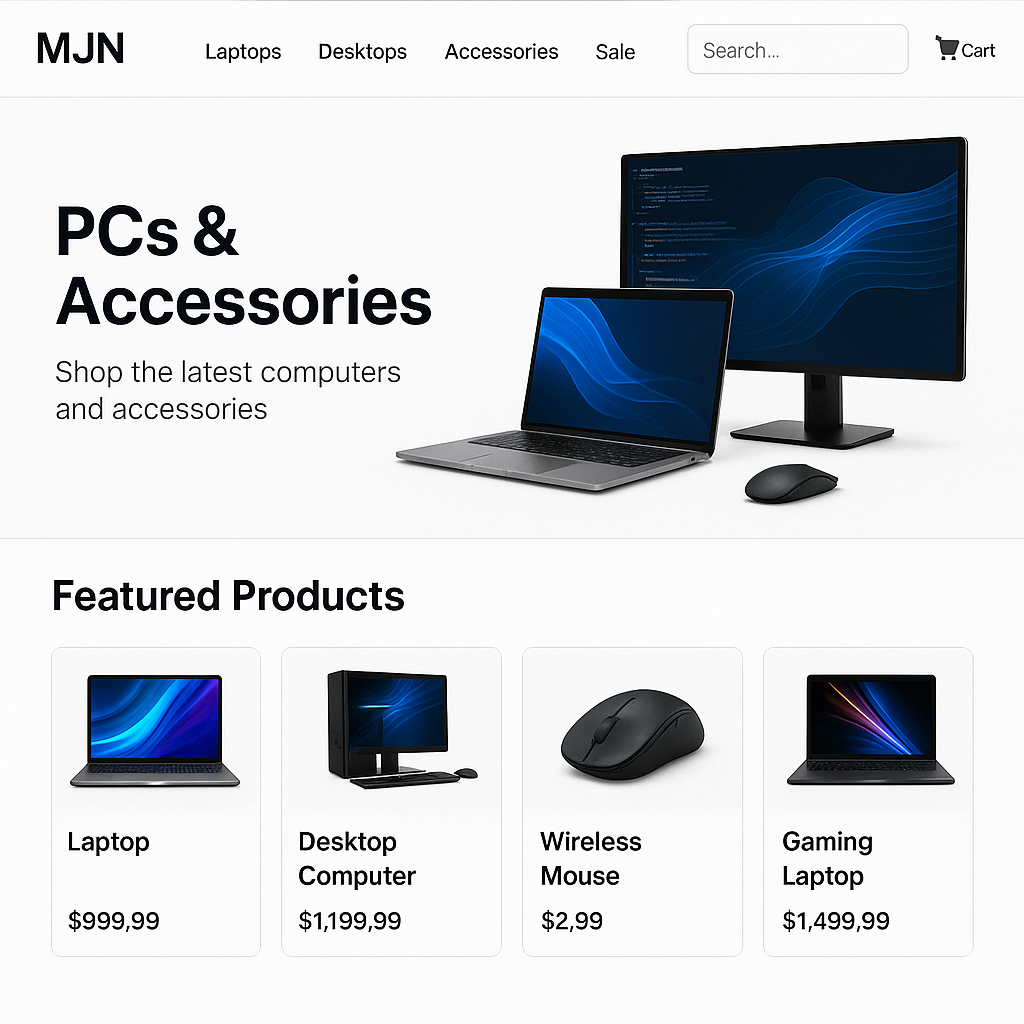 MJN
Laptops
Desktops
Accessories
Sale
Search...
Cart
PCs &
Accessories
Shop the latest computers
and accessories
Featured Products
Laptop
$999,99
Desktop
Computer
$1,199,99
Wireless
Mouse
$2,99
Gaming
Laptop
$1,499,99